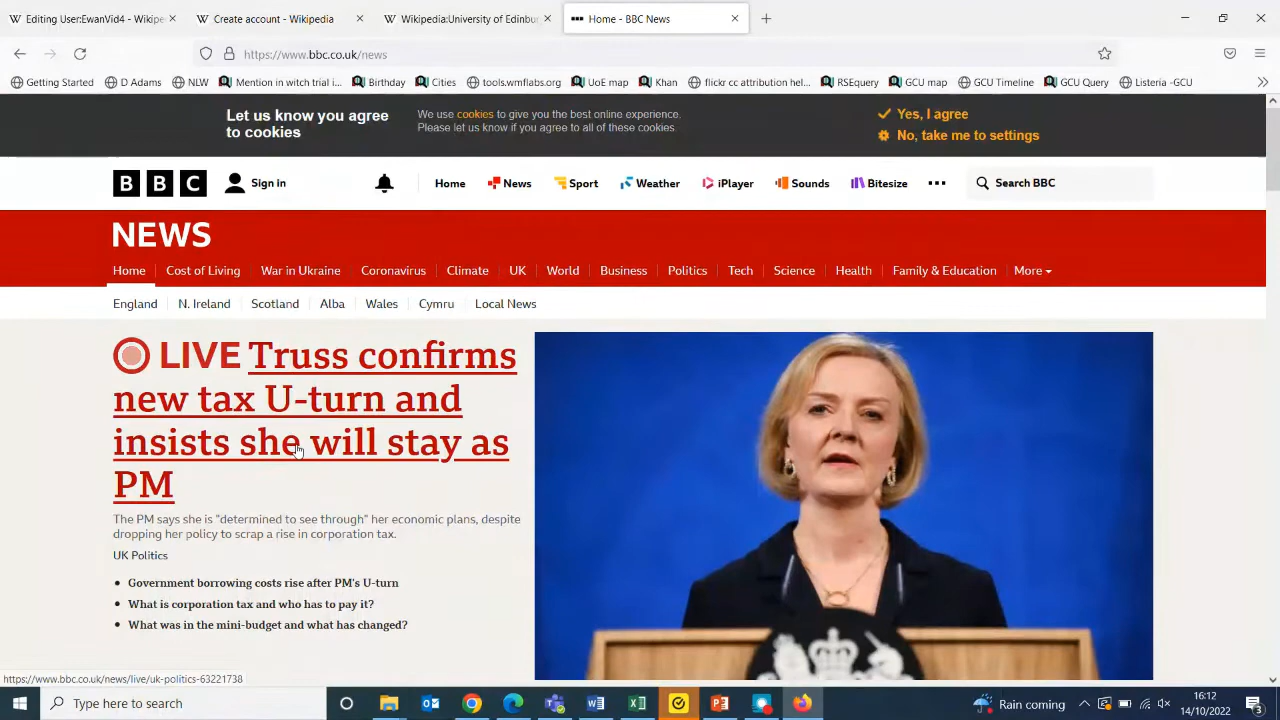 Editing User:EwanVid4 - Wikipe
Create account - Wikipedia
Wikipedia:University of Edinbur
Home - BBC News
https://www.bbc.co.uk/news
Getting Started D Adams NLW Mention in witch trial i... Birthday Cities tools.wmflabs.org UoE map Khan flickr cc attribution hel... RSEquery GCU map GCU Timeline GCU Query Listeria -GCU
Let us know you agree
to cookies
We use cookies to give you the best online experience.
Please let us know if you agree to all of these cookies.
Yes, I agree
No, take me to settings
BBC Sign in Home News Sport Weather iPlayer Sounds Bitesize Search BBC
NEWS
Home Cost of Living War in Ukraine Coronavirus Climate UK World Business Politics Tech Science Health Family & Education More
England N. Ireland Scotland Alba Wales Cymru Local News
LIVE Truss confirms
new tax U-turn and
insists she will stay as
PM
The PM says she is "determined to see through" her economic plans, despite
dropping her policy to scrap a rise in corporation tax.
UK Politics
Government borrowing costs rise after PM's U-turn
What is corporation tax and who has to pay it?
What was in the mini-budget and what has changed?
https://www.bbc.co.uk/news/live/uk-politics-63221738
Type here to search
Rain coming
16:12
14/10/2022
3